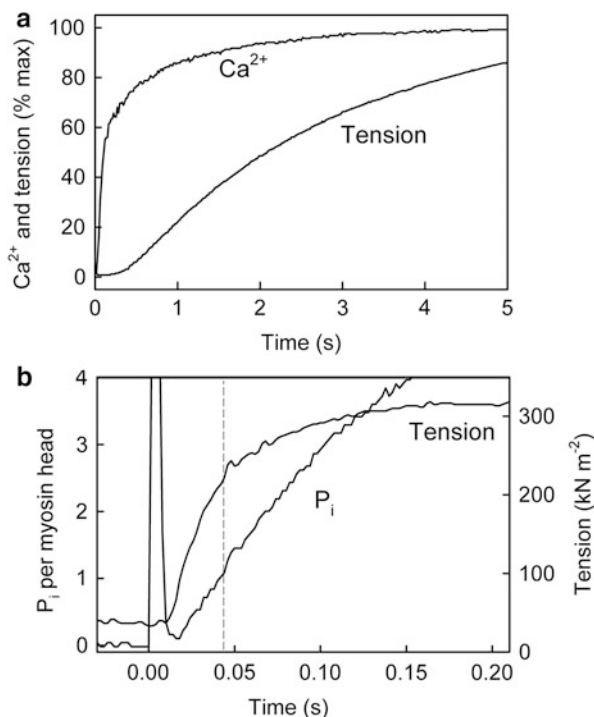 a
Ca²⁺ and tension (% max)
100
80
60
40
20
0
Ca²⁺
Tension
0 1 2 3 4 5
Time (s)
b
Pᵢ per myosin head
4
3
2
1
0
Tension
Pᵢ
300
200
100
0
Tension (kN m⁻²)
0.00 0.05 0.10 0.15 0.20
Time (s)